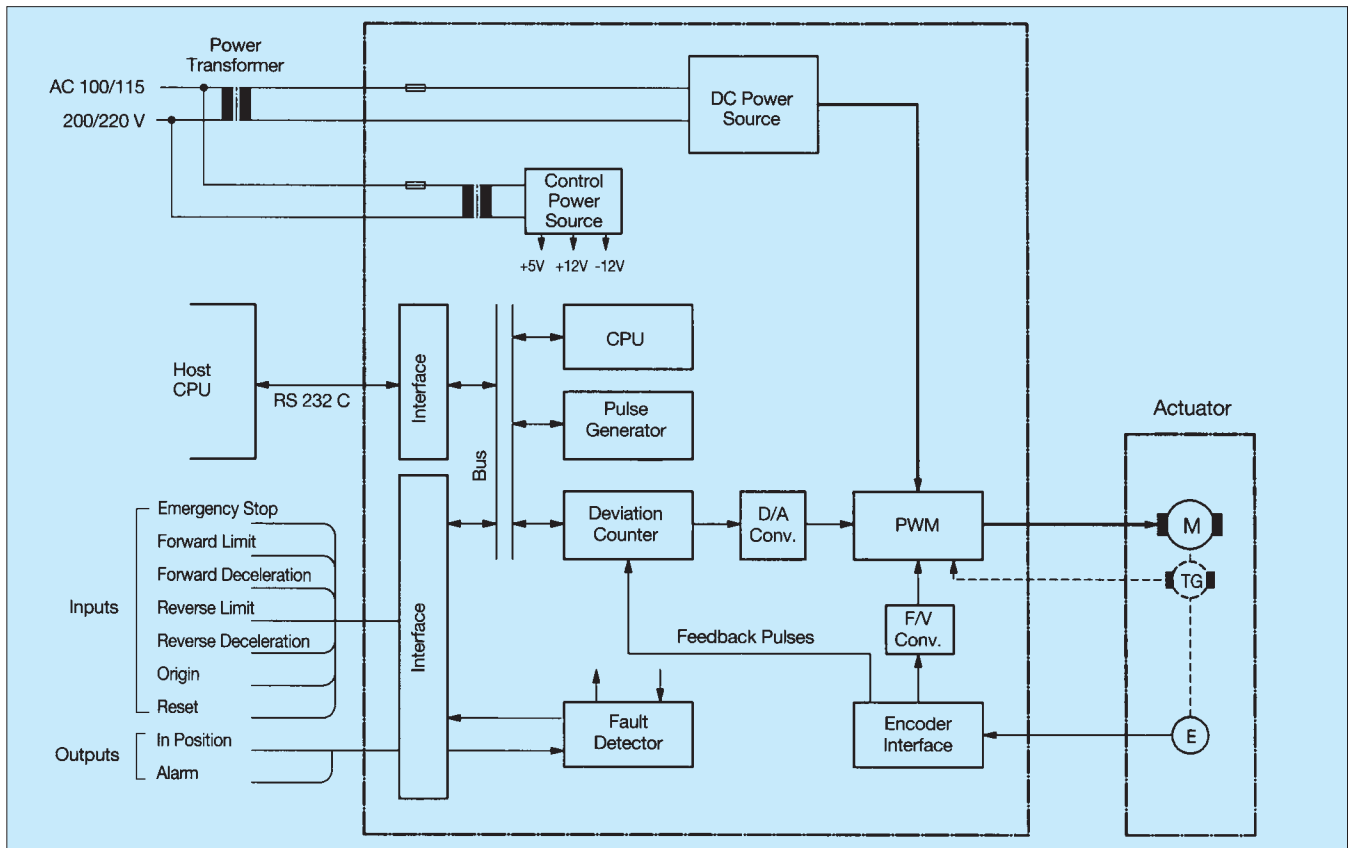 Power
Transformer
AC 100/115
200/220 V
DC Power
Source
Control
Power
Source
+5V +12V -12V
Host
CPU
RS 232 C
Interface
Bus
CPU
Pulse
Generator
Actuator
Emergency Stop
Forward Limit
Forward Deceleration
Inputs
Reverse Limit
Reverse Deceleration
Origin
Reset
Outputs
In Position
Alarm
Interface
Deviation
Counter
D/A
Conv.
PWM
M
TG
F/V
Conv.
Feedback Pulses
Fault
Detector
Encoder
Interface
E